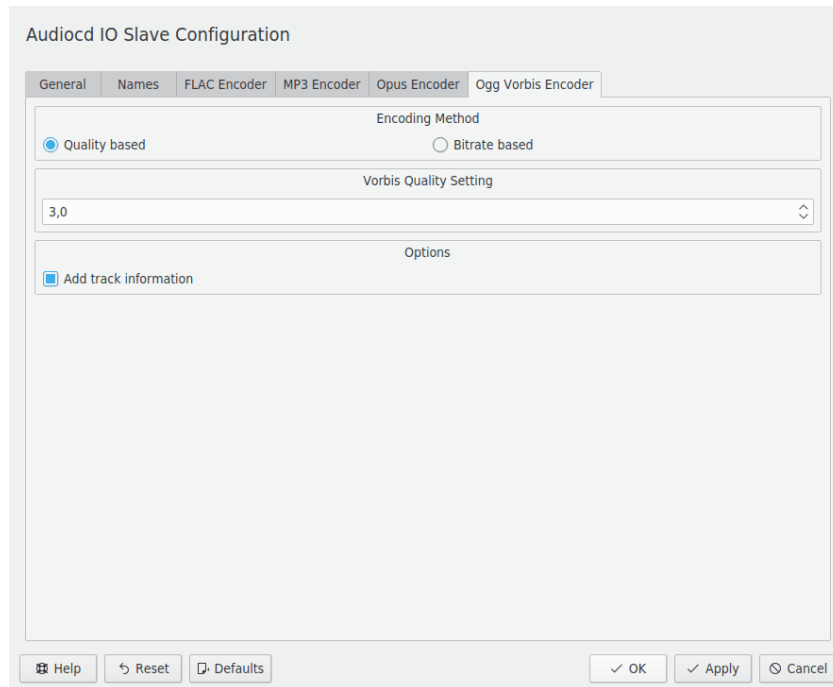 Audiocd IO Slave Configuration
General Names FLAC Encoder MP3 Encoder Opus Encoder Ogg Vorbis Encoder
Encoding Method
Quality based Bitrate based
Vorbis Quality Setting
3,0
Options
Add track information
Help Reset Defaults OK Apply Cancel